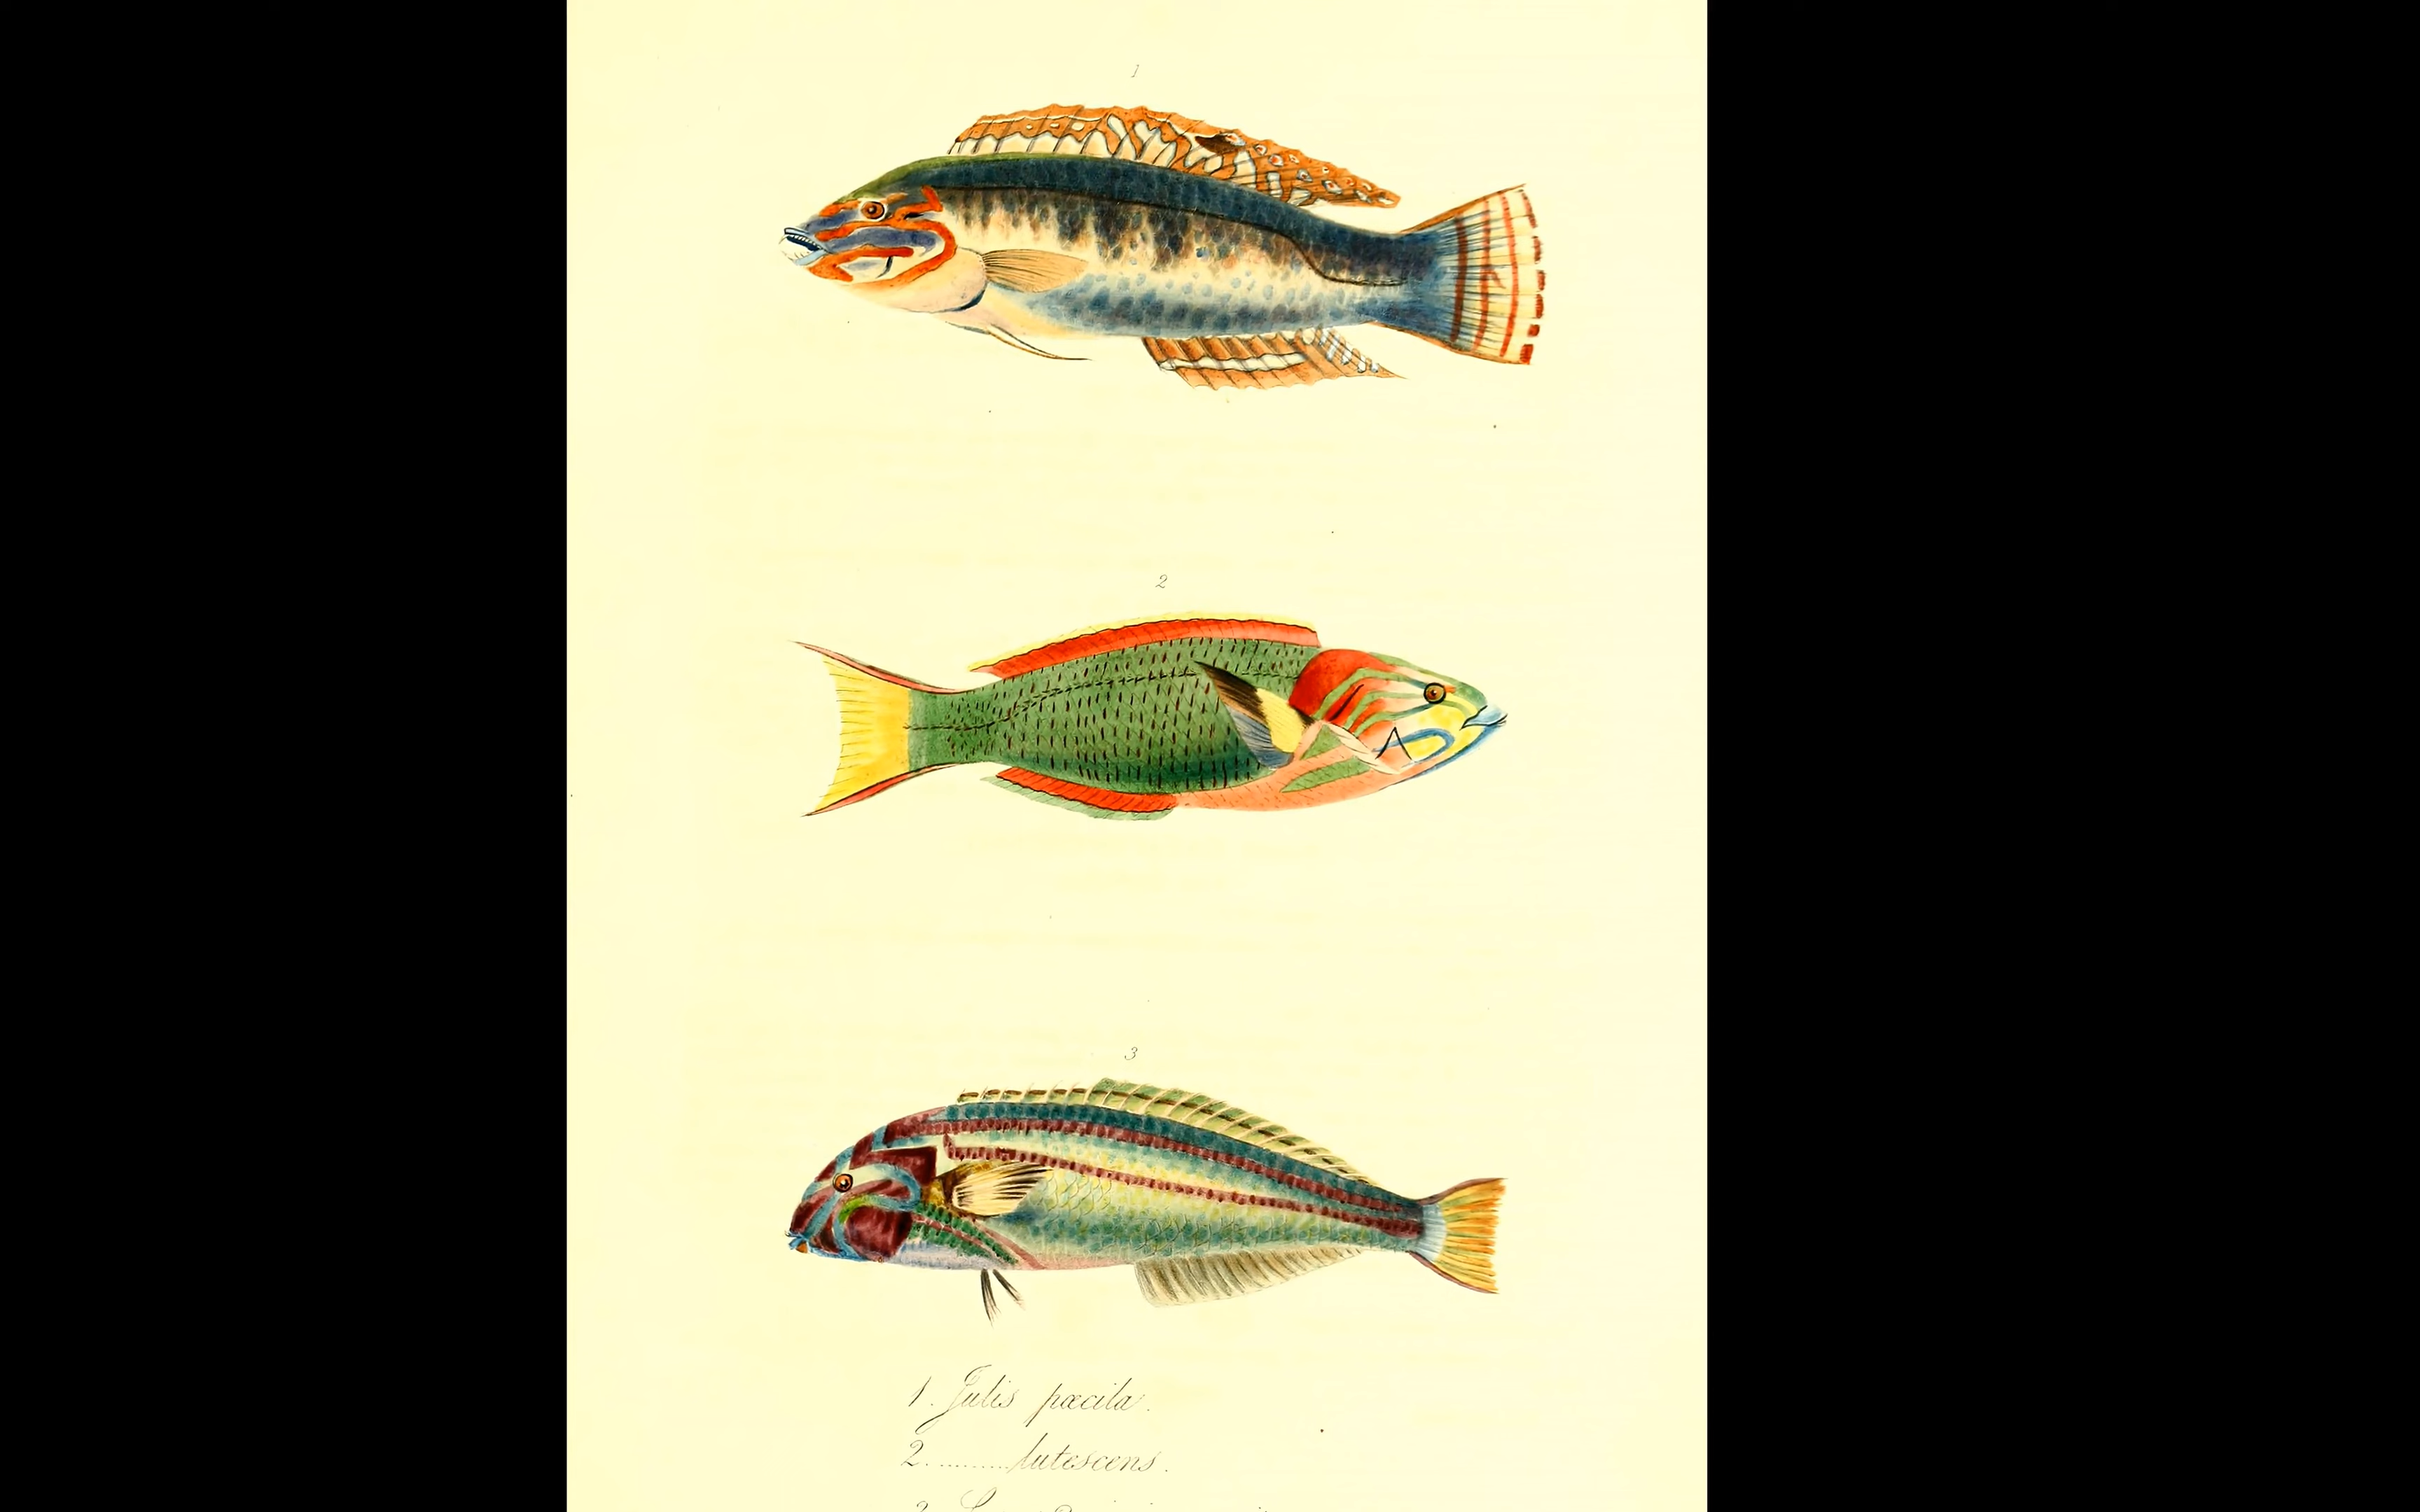 1
2
3
1. Julis pœcila.
2. ......... lutescens.